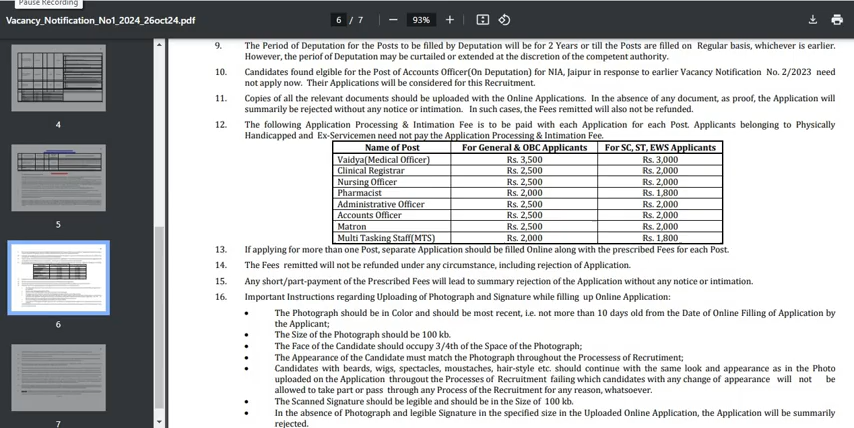 Pause Recording
Vacancy_Notification_No1_2024_26oct24.pdf
6 / 7
93%
4
5
6
7
9. The Period of Deputation for the Posts to be filled by Deputation will be for 2 Years or till the Posts are filled on Regular basis, whichever is earlier.
However, the period of Deputation may be curtailed or extended at the discretion of the competent authority.
10. Candidates found elgible for the Post of Accounts Officer(On Deputation) for NIA, Jaipur in response to earlier Vacancy Notification No. 2/2023 need
not apply now. Their Applications will be considered for this Recruitment.
11. Copies of all the relevant documents should be uploaded with the Online Applications. In the absence of any document, as proof, the Application will
summarily be rejected without any notice or intimation. In such cases, the Fees remitted will also not be refunded.
12. The following Application Processing & Intimation Fee is to be paid with each Application for each Post. Applicants belonging to Physically
Handicapped and Ex-Servicemen need not pay the Application Processing & Intimation Fee.
Name of Post For General & OBC Applicants For SC, ST, EWS Applicants
Vaidya(Medical Officer) Rs. 3,500 Rs. 3,000
Clinical Registrar Rs. 2,500 Rs. 2,000
Nursing Officer Rs. 2,500 Rs. 2,000
Pharmacist Rs. 2,000 Rs. 1,800
Administrative Officer Rs. 2,500 Rs. 2,000
Accounts Officer Rs. 2,500 Rs. 2,000
Matron Rs. 2,500 Rs. 2,000
Multi Tasking Staff(MTS) Rs. 2,000 Rs. 1,800
13. If applying for more than one Post, separate Application should be filled Online along with the prescribed Fees for each Post.
14. The Fees remitted will not be refunded under any circumstance, including rejection of Application.
15. Any short/part-payment of the Prescribed Fees will lead to summary rejection of the Application without any notice or intimation.
16. Important Instructions regarding Uploading of Photograph and Signature while filling up Online Application:
• The Photograph should be in Color and should be most recent, i.e. not more than 10 days old from the Date of Online Filling of Application by
the Applicant;
• The Size of the Photograph should be 100 kb.
• The Face of the Candidate should occupy 3/4th of the Space of the Photograph;
• The Appearance of the Candidate must match the Photograph throughout the Processess of Recrutiment;
• Candidates with beards, wigs, spectacles, moustaches, hair-style etc. should continue with the same look and appearance as in the Photo
uploaded on the Application througout the Processes of Recruitment failing which candidates with any change of appearance will not be
allowed to take part or pass through any Process of the Recruitment for any reason, whatsoever.
• The Scanned Signature should be legible and should be in the Size of 100 kb.
• In the absence of Photograph and legible Signature in the specified size in the Uploaded Online Application, the Application will be summarily
rejected.